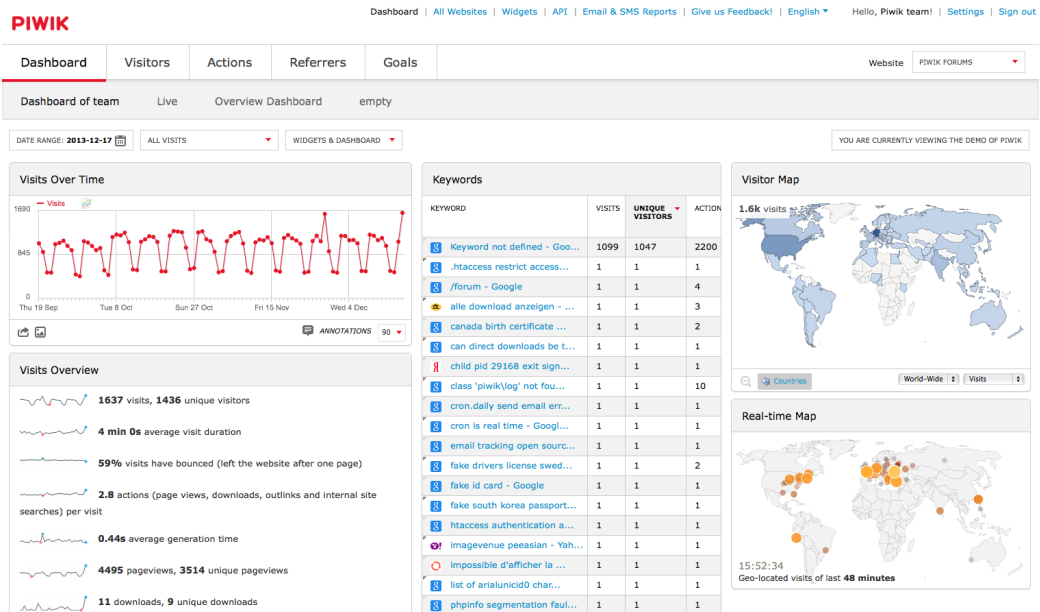 PIWIK
Dashboard | All Websites | Widgets | API | Email & SMS Reports | Give us Feedback! | English Hello, Piwik team! | Settings | Sign out
Dashboard Visitors Actions Referrers Goals
Website PIWIK FORUMS
Dashboard of team Live Overview Dashboard empty
DATE RANGE: 2013-12-17 ALL VISITS WIDGETS & DASHBOARD
YOU ARE CURRENTLY VIEWING THE DEMO OF PIWIK
Visits Over Time
Visits
1690
845
0
Thu 19 Sep Tue 8 Oct Sun 27 Oct Fri 15 Nov Wed 4 Dec
ANNOTATIONS 90
Visits Overview
1637 visits, 1436 unique visitors
4 min 0s average visit duration
59% visits have bounced (left the website after one page)
2.8 actions (page views, downloads, outlinks and internal site
searches) per visit
0.44s average generation time
4495 pageviews, 3514 unique pageviews
11 downloads, 9 unique downloads
Keywords
KEYWORD VISITS UNIQUE VISITORS ACTION
Keyword not defined - Goo... 1099 1047 2200
.htaccess restrict access... 1 1 1
/forum - Google 1 1 4
alle download anzeigen - ... 1 1 3
canada birth certificate ... 1 1 2
can direct downloads be t... 1 1 1
child pid 29168 exit sign... 1 1 1
class 'piwik\log' not fou... 1 1 10
cron.daily send email err... 1 1 1
cron is real time - Googl... 1 1 1
email tracking open sourc... 1 1 1
fake drivers license swed... 1 1 2
fake id card - Google 1 1 1
fake south korea passport... 1 1 1
htaccess authentication a... 1 1 1
imagevenue peeasian - Yah... 1 1 1
impossible d'afficher la ... 1 1 1
list of arialunicid0 char... 1 1 1
phpinfo segmentation faul... 1 1 1
Visitor Map
1.6k visits
Countries World-Wide Visits
Real-time Map
15:52:34
Geo-located visits of last 48 minutes